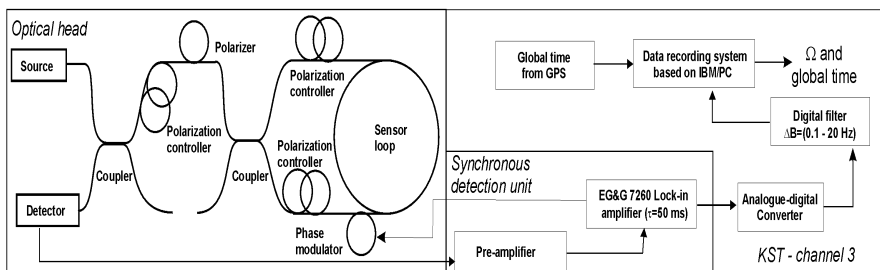 Optical head
Source
Polarizer
Polarization
controller
Polarization
controller
Coupler
Coupler
Polarization
controller
Sensor
loop
Detector
Phase
modulator
Synchronous
detection unit
Global time
from GPS
Data recording system
based on IBM/PC
Ω and
global time
Digital filter
ΔB=(0.1 - 20 Hz)
EG&G 7260 Lock-in
amplifier (τ=50 ms)
Analogue-digital
Converter
Pre-amplifier
KST - channel 3